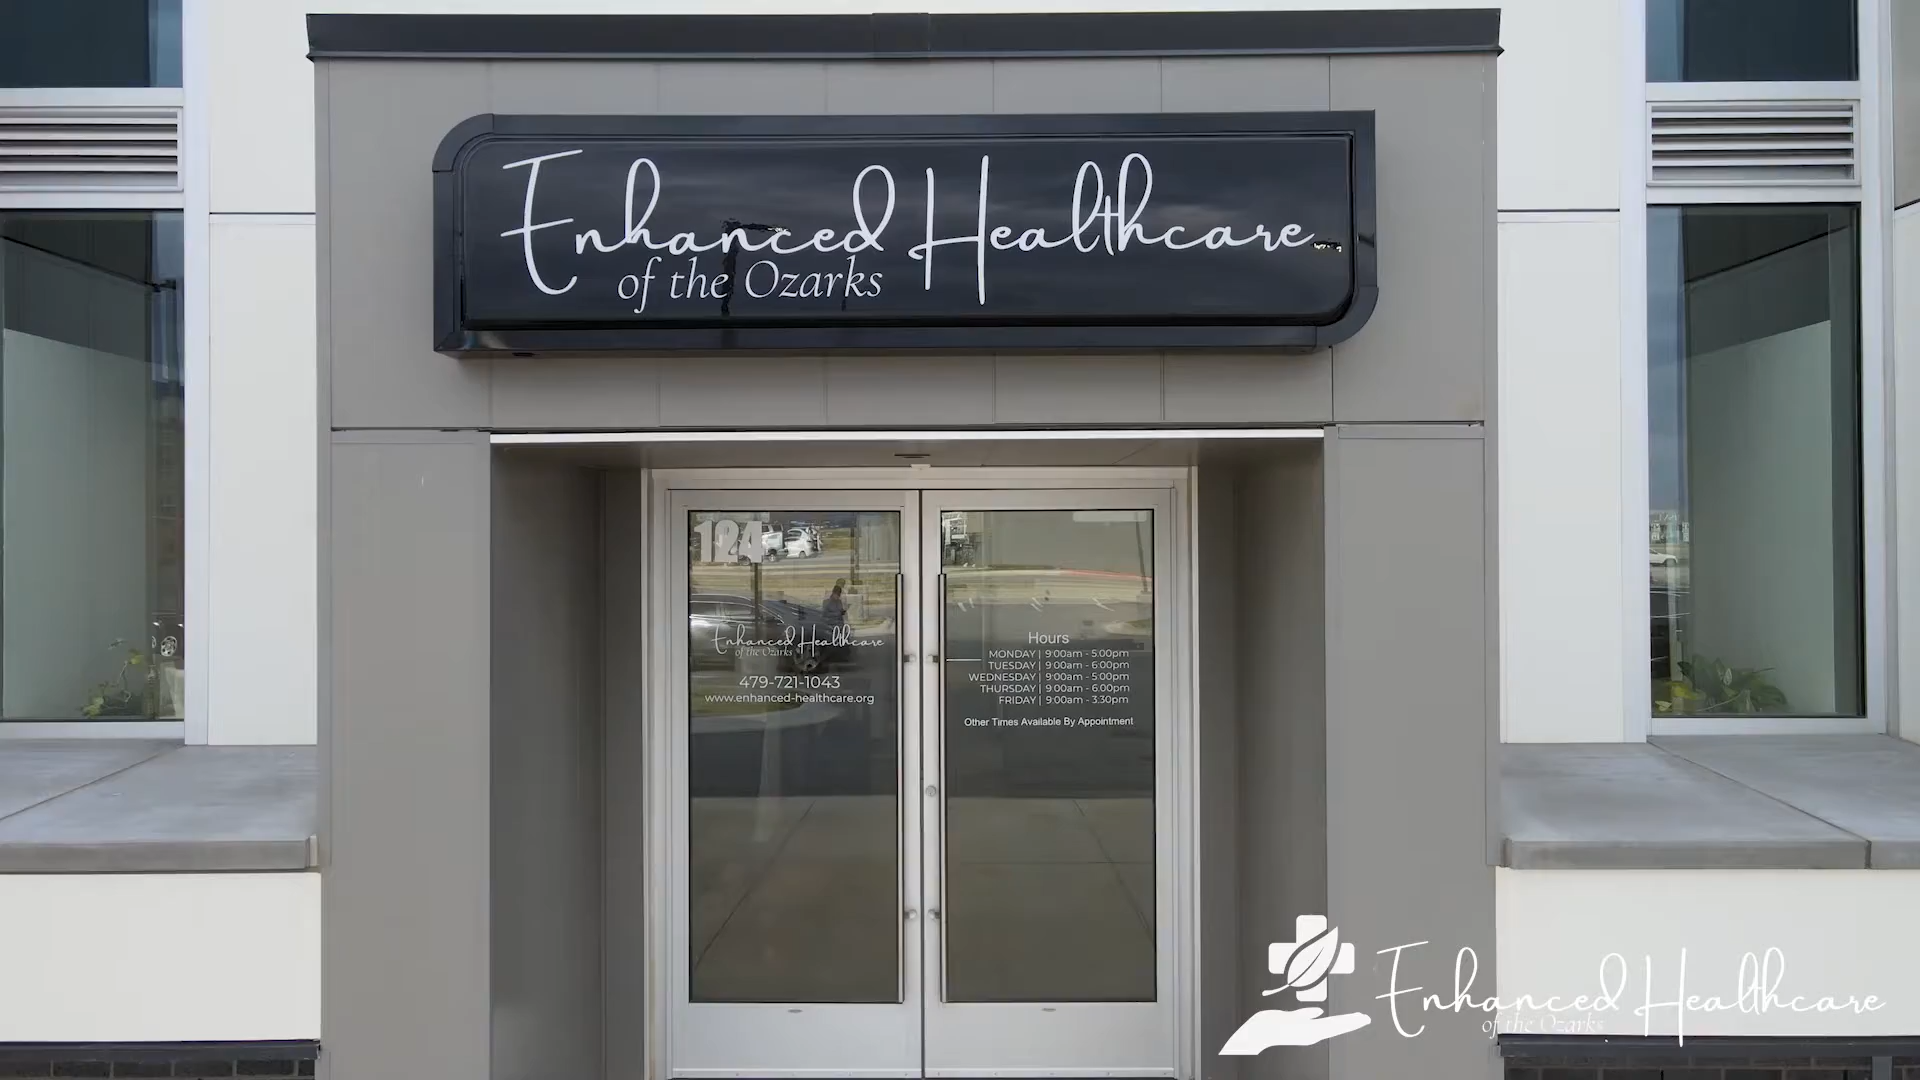 Enhanced Healthcare
of the Ozarks
124
Enhanced Healthcare
of the Ozarks
479-721-1043
www.enhanced-healthcare.org
Hours
MONDAY | 9:00am - 5:00pm
TUESDAY | 9:00am - 6:00pm
WEDNESDAY | 9:00am - 5:00pm
THURSDAY | 9:00am - 6:00pm
FRIDAY | 9:00am - 3:30pm
Other Times Available By Appointment
Enhanced Healthcare
of the Ozarks